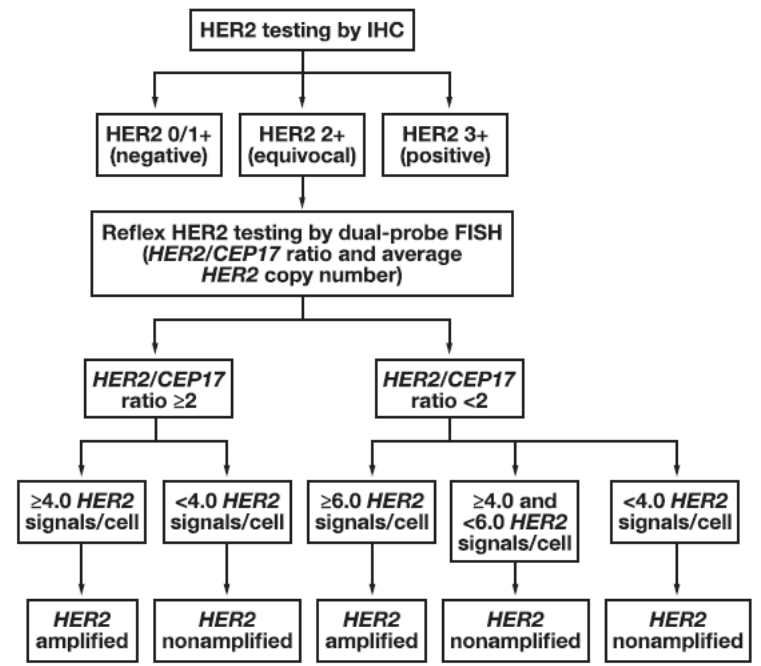 HER2 testing by IHC
HER2 0/1+
(negative)
HER2 2+
(equivocal)
HER2 3+
(positive)
Reflex HER2 testing by dual-probe FISH
(HER2/CEP17 ratio and average
HER2 copy number)
HER2/CEP17
ratio ≥2
HER2/CEP17
ratio <2
≥4.0 HER2
signals/cell
<4.0 HER2
signals/cell
≥6.0 HER2
signals/cell
≥4.0 and
<6.0 HER2
signals/cell
<4.0 HER2
signals/cell
HER2
amplified
HER2
nonamplified
HER2
amplified
HER2
nonamplified
HER2
nonamplified